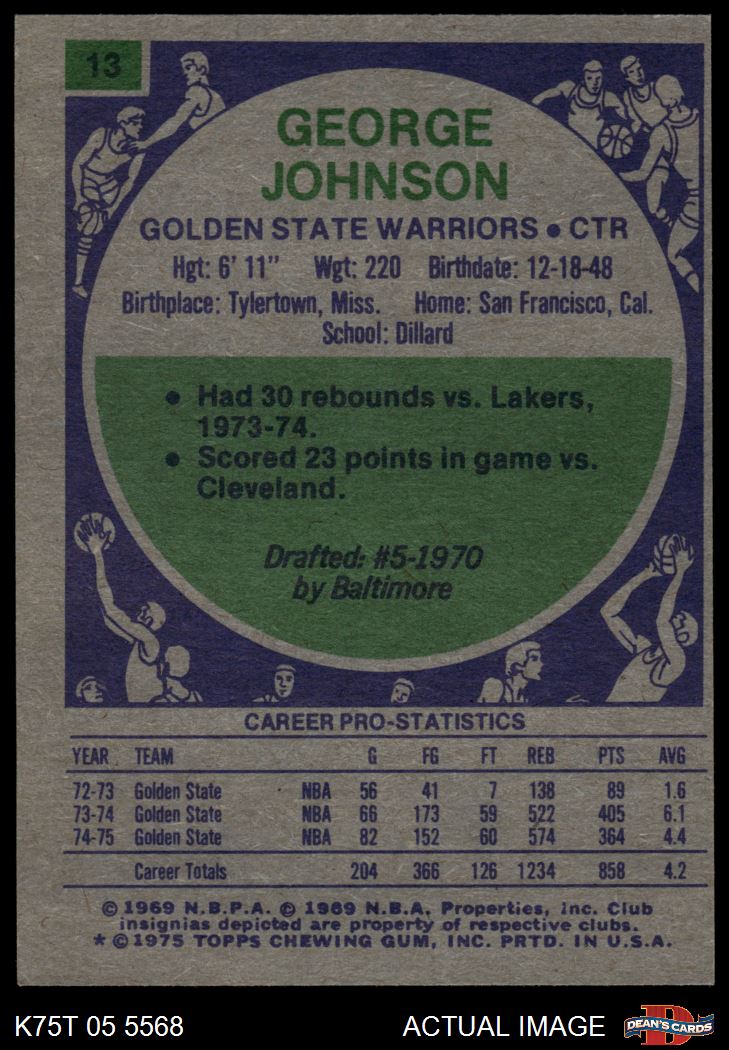 13
GEORGE
JOHNSON
GOLDEN STATE WARRIORS • CTR
Hgt: 6' 11" Wgt: 220 Birthdate: 12-18-48
Birthplace: Tylertown, Miss. Home: San Francisco, Cal.
School: Dillard
• Had 30 rebounds vs. Lakers,
1973-74.
• Scored 23 points in game vs.
Cleveland.
Drafted: #5-1970
by Baltimore
CAREER PRO-STATISTICS
YEAR TEAM G FG FT REB PTS AVG
72-73 Golden State NBA 56 41 7 138 89 1.6
73-74 Golden State NBA 66 173 59 522 405 6.1
74-75 Golden State NBA 82 152 60 574 364 4.4
Career Totals 204 366 126 1234 858 4.2
© 1969 N.B.P.A. © 1969 N.B.A. Properties, Inc. Club
insignias depicted are property of respective clubs.
* © 1975 TOPPS CHEWING GUM, INC. PRTD. IN U.S.A.
K75T 05 5568 ACTUAL IMAGE D DEAN'S CARDS